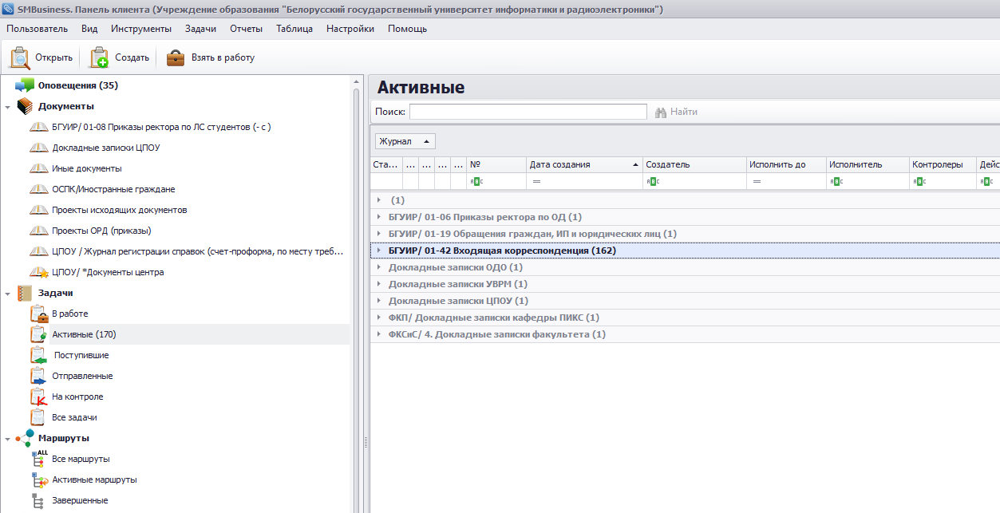 SMBusiness. Панель клиента (Учреждение образования "Белорусский государственный университет информатики и радиоэлектроники")
Пользователь Вид Инструменты Задачи Отчеты Таблица Настройки Помощь
Открыть Создать Взять в работу
Оповещения (35)
Документы
БГУИР/ 01-08 Приказы ректора по ЛС студентов (- с )
Докладные записки ЦПОУ
Иные документы
ОСПК/Иностранные граждане
Проекты исходящих документов
Проекты ОРД (приказы)
ЦПОУ / Журнал регистрации справок (счет-проформа, по месту треб...
ЦПОУ/ *Документы центра
Задачи
В работе
Активные (170)
Поступившие
Отправленные
На контроле
Все задачи
Маршруты
ALL
Все маршруты
Активные маршруты
Завершенные
Активные
Поиск: Найти
Журнал
Ста... ... ... ... ... № Дата создания Создатель Исполнить до Исполнитель Контролеры Дейс
ABC = ABC = ABC ABC ABC
(1)
БГУИР/ 01-06 Приказы ректора по ОД (1)
БГУИР/ 01-19 Обращения граждан, ИП и юридических лиц (1)
БГУИР/ 01-42 Входящая корреспонденция (162)
Докладные записки ОДО (1)
Докладные записки УВРМ (1)
Докладные записки ЦПОУ (1)
ФКП/ Докладные записки кафедры ПИКС (1)
ФКСиС/ 4. Докладные записки факультета (1)